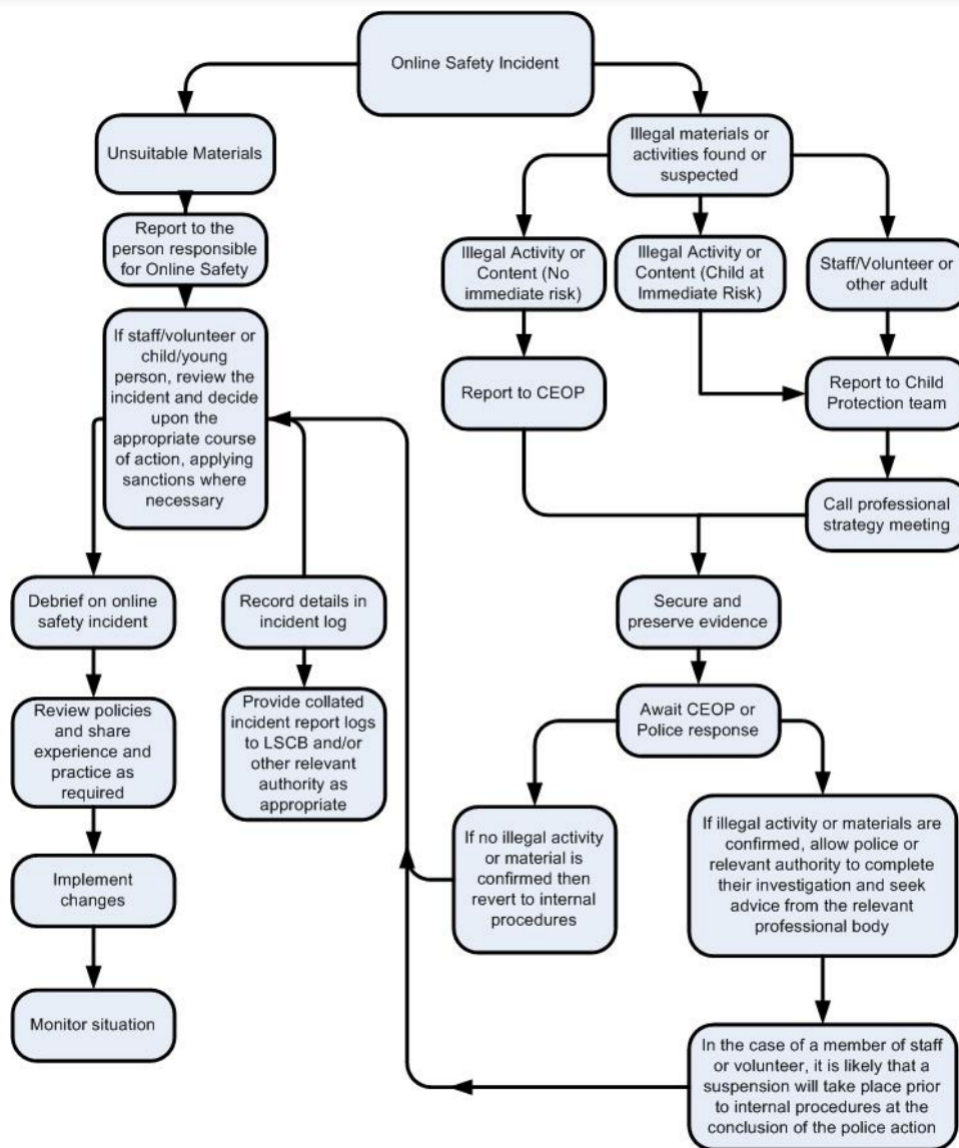 Online Safety Incident
Unsuitable Materials
Report to the
person responsible
for Online Safety
If staff/volunteer or
child/young
person, review the
incident and decide
upon the
appropriate course
of action, applying
sanctions where
necessary
Debrief on online
safety incident
Review policies
and share
experience and
practice as
required
Implement
changes
Monitor situation
Record details in
incident log
Provide collated
incident report logs
to LSCB and/or
other relevant
authority as
appropriate
Illegal materials or
activities found or
suspected
Illegal Activity or
Content (No
immediate risk)
Illegal Activity or
Content (Child at
Immediate Risk)
Staff/Volunteer or
other adult
Report to CEOP
Report to Child
Protection team
Call professional
strategy meeting
Secure and
preserve evidence
Await CEOP or
Police response
If no illegal activity
or material is
confirmed then
revert to internal
procedures
If illegal activity or materials are
confirmed, allow police or
relevant authority to complete
their investigation and seek
advice from the relevant
professional body
In the case of a member of staff
or volunteer, it is likely that a
suspension will take place prior
to internal procedures at the
conclusion of the police action